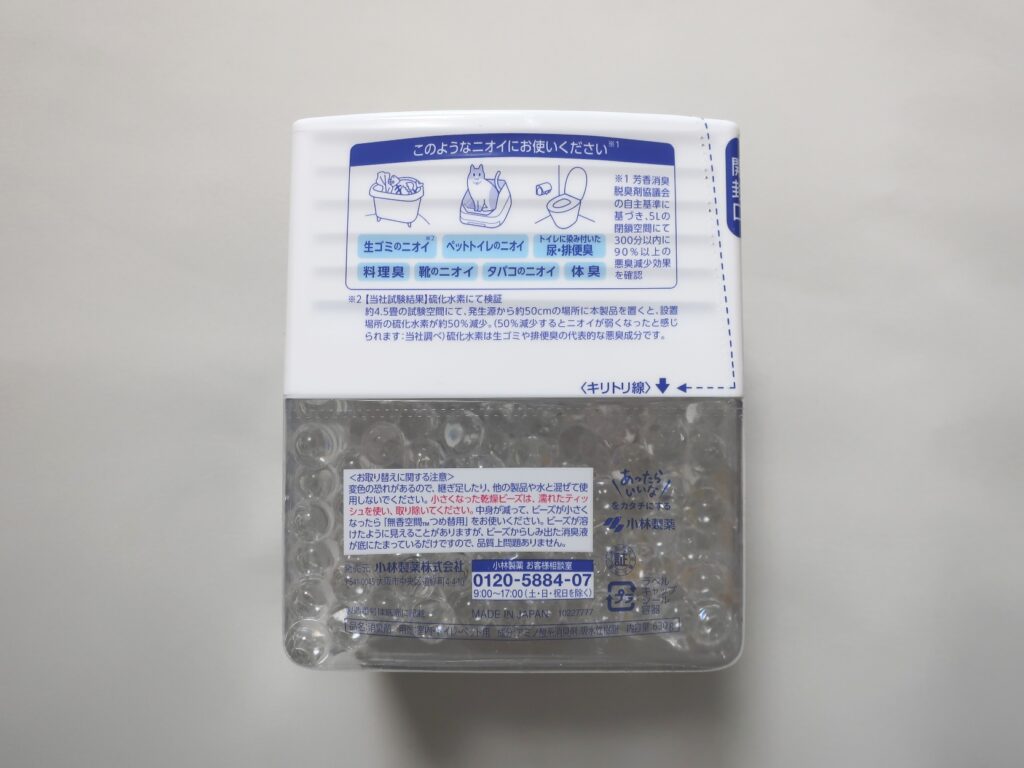 このようなニオイにお使いください※1
生ゴミのニオイ※2
ペットトイレのニオイ
トイレに染み付いた
尿・排便臭
料理臭
靴のニオイ
タバコのニオイ
体臭
※1 芳香消臭
脱臭剤協議会
の自主基準に
基づき、5Lの
閉鎖空間にて
300分以内に
90%以上の
悪臭減少効果
を確認
開封口
※2 【当社試験結果】硫化水素にて検証
約4.5畳の試験空間にて、発生源から約50cmの場所に本製品を置くと、設置
場所の硫化水素が約50%減少。(50%減少するとニオイが弱くなったと感じ
られます：当社調べ)硫化水素は生ゴミや排便臭の代表的な悪臭成分です。
〈キリトリ線〉
<お取り替えに関する注意>
変色の恐れがあるので、継ぎ足したり、他の製品や水と混ぜて使
用しないでください。小さくなった乾燥ビーズは、濡れたティッ
シュを使い、取り除いてください。中身が減って、ビーズが小さく
なったら「無香空間™つめ替用」をお使いください。ビーズが溶
けたように見えることがありますが、ビーズからしみ出た消臭液
が底にたまっているだけですので、品質上問題ありません。
あったら
いいな
をカタチにする
小林製薬
発売元 小林製薬株式会社
小林製薬 お客様相談室
0120-5884-07
9:00〜17:00(土・日・祝日を除く)
ラベル
キャップ
容器
MADE IN JAPAN
10227777